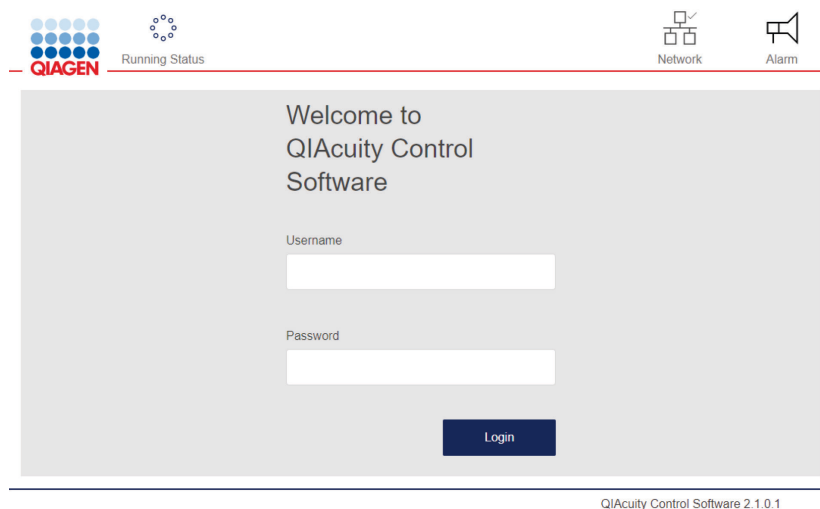 QIAGEN
Running Status
Network
Alarm
Welcome to
QIAcuity Control
Software
Username
Password
Login
QIAcuity Control Software 2.1.0.1